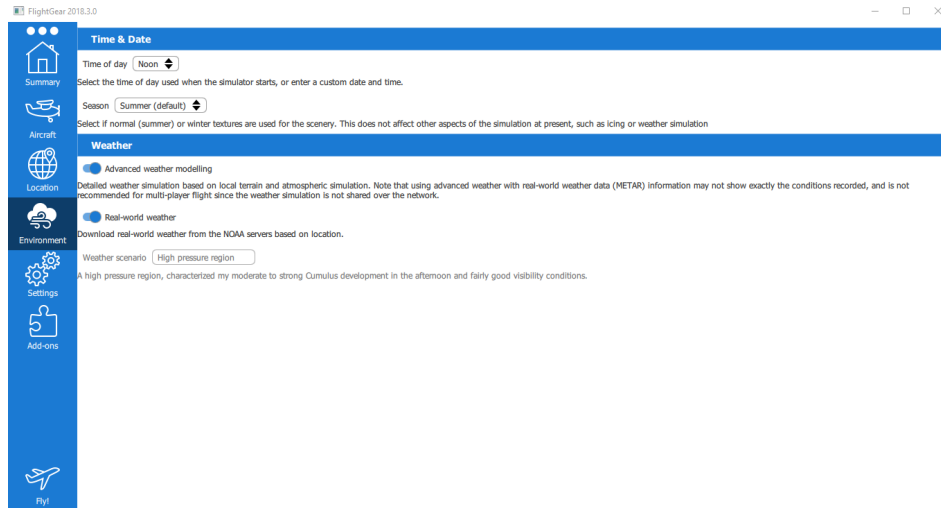 FlightGear 2018.3.0
Summary
Aircraft
Location
Environment
Settings
Add-ons
Fly!
Time & Date
Time of day Noon
Select the time of day used when the simulator starts, or enter a custom date and time.
Season Summer (default)
Select if normal (summer) or winter textures are used for the scenery. This does not affect other aspects of the simulation at present, such as icing or weather simulation
Weather
Advanced weather modelling
Detailed weather simulation based on local terrain and atmospheric simulation. Note that using advanced weather with real-world weather data (METAR) information may not show exactly the conditions recorded, and is not
recommended for multi-player flight since the weather simulation is not shared over the network.
Real-world weather
Download real-world weather from the NOAA servers based on location.
Weather scenario High pressure region
A high pressure region, characterized my moderate to strong Cumulus development in the afternoon and fairly good visibility conditions.